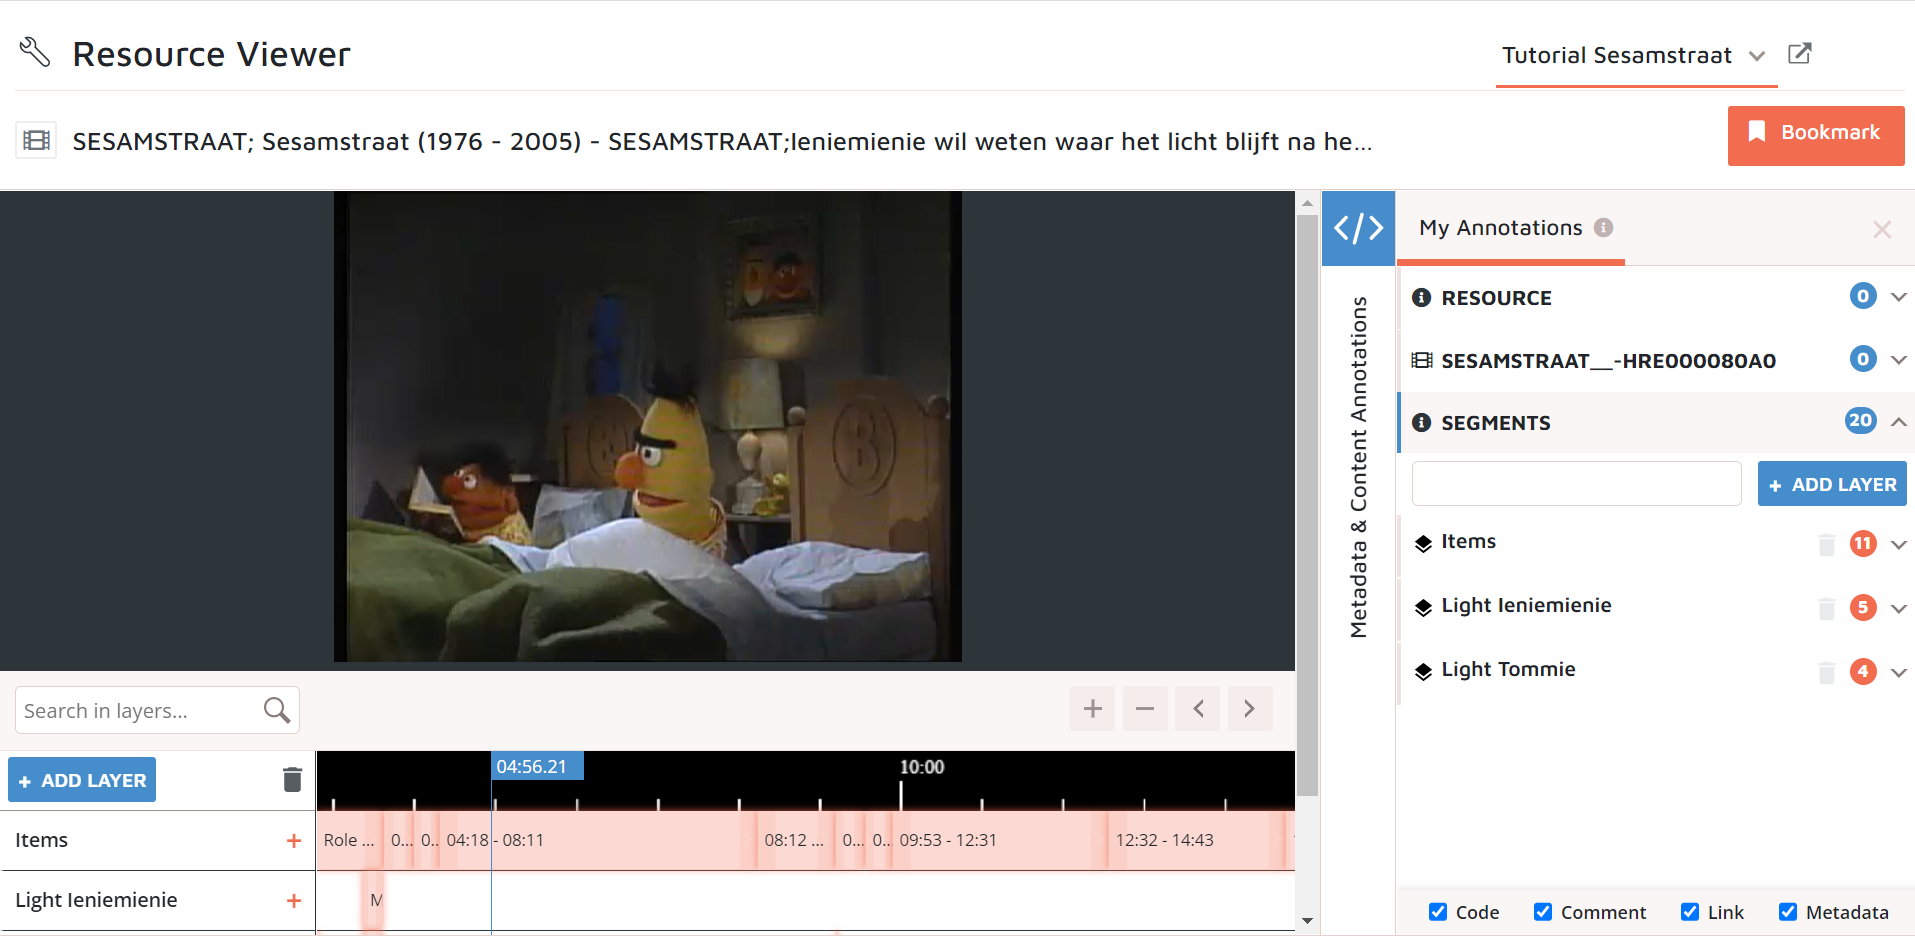 Resource Viewer
Tutorial Sesamstraat
SESAMSTRAAT; Sesamstraat (1976 - 2005) - SESAMSTRAAT;Ieniemienie wil weten waar het licht blijft na he...
Bookmark
B
</>
My Annotations
RESOURCE
0
SESAMSTRAAT__-HRE000080A0
0
SEGMENTS
20
+ ADD LAYER
Items
11
Light Ieniemienie
5
Light Tommie
4
Metadata & Content Annotations
Search in layers...
+ ADD LAYER
04:56.21
10:00
Items
+
Role ...
0...
0..
04:18 - 08:11
08:12 ...
0...
0...
09:53 - 12:31
12:32 - 14:43
Light Ieniemienie
+
M
Code
Comment
Link
Metadata